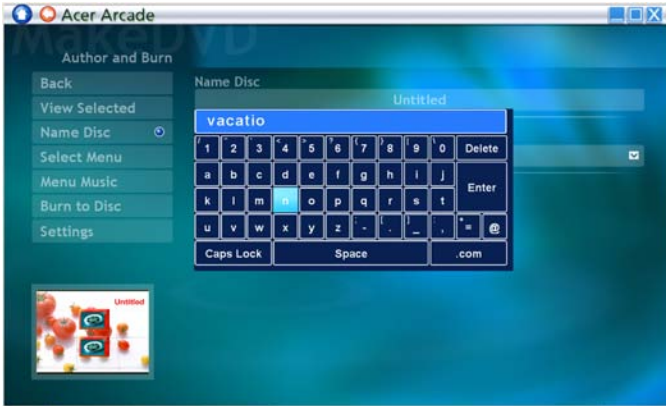 Acer Arcade
MakeDVD
Author and Burn
Back
View Selected
Name Disc
Select Menu
Menu Music
Burn to Disc
Settings
Name Disc
Untitled
vacatio
1 2 3 4 5 6 7 8 9 0 Delete
a b c d e f g h i j
Enter
k l m n o p q r s t
u v w x y z - . _ , = @
Caps Lock Space .com
Untitled